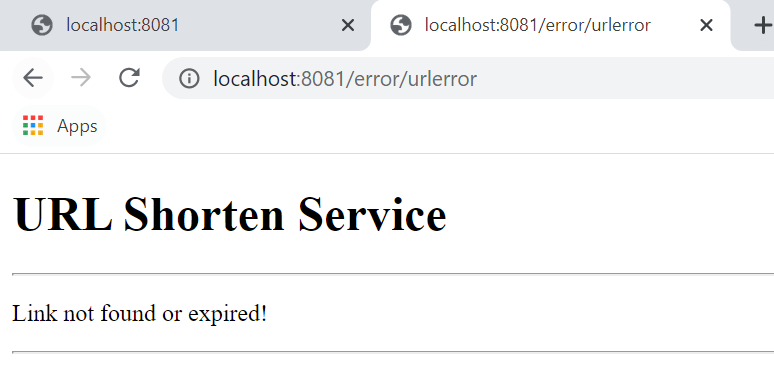 localhost:8081
localhost:8081/error/urlerror
localhost:8081/error/urlerror
Apps
URL Shorten Service
Link not found or expired!